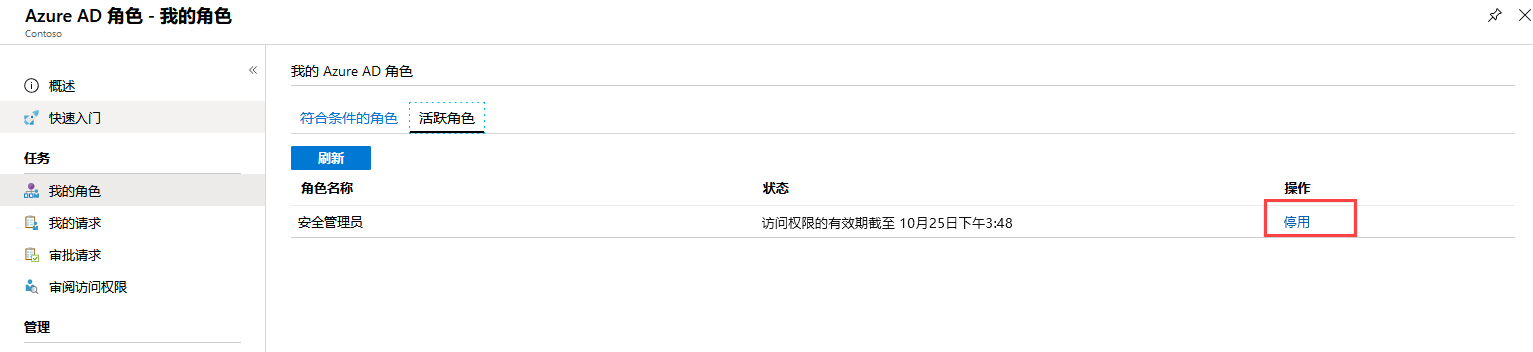 Azure AD 角色 - 我的角色
Contoso
概述
快速入门
任务
我的角色
我的请求
审批请求
审阅访问权限
管理
我的 Azure AD 角色
符合条件的角色 活跃角色
刷新
角色名称 状态 操作
安全管理员 访问权限的有效期截至 10月25日下午3:48 停用